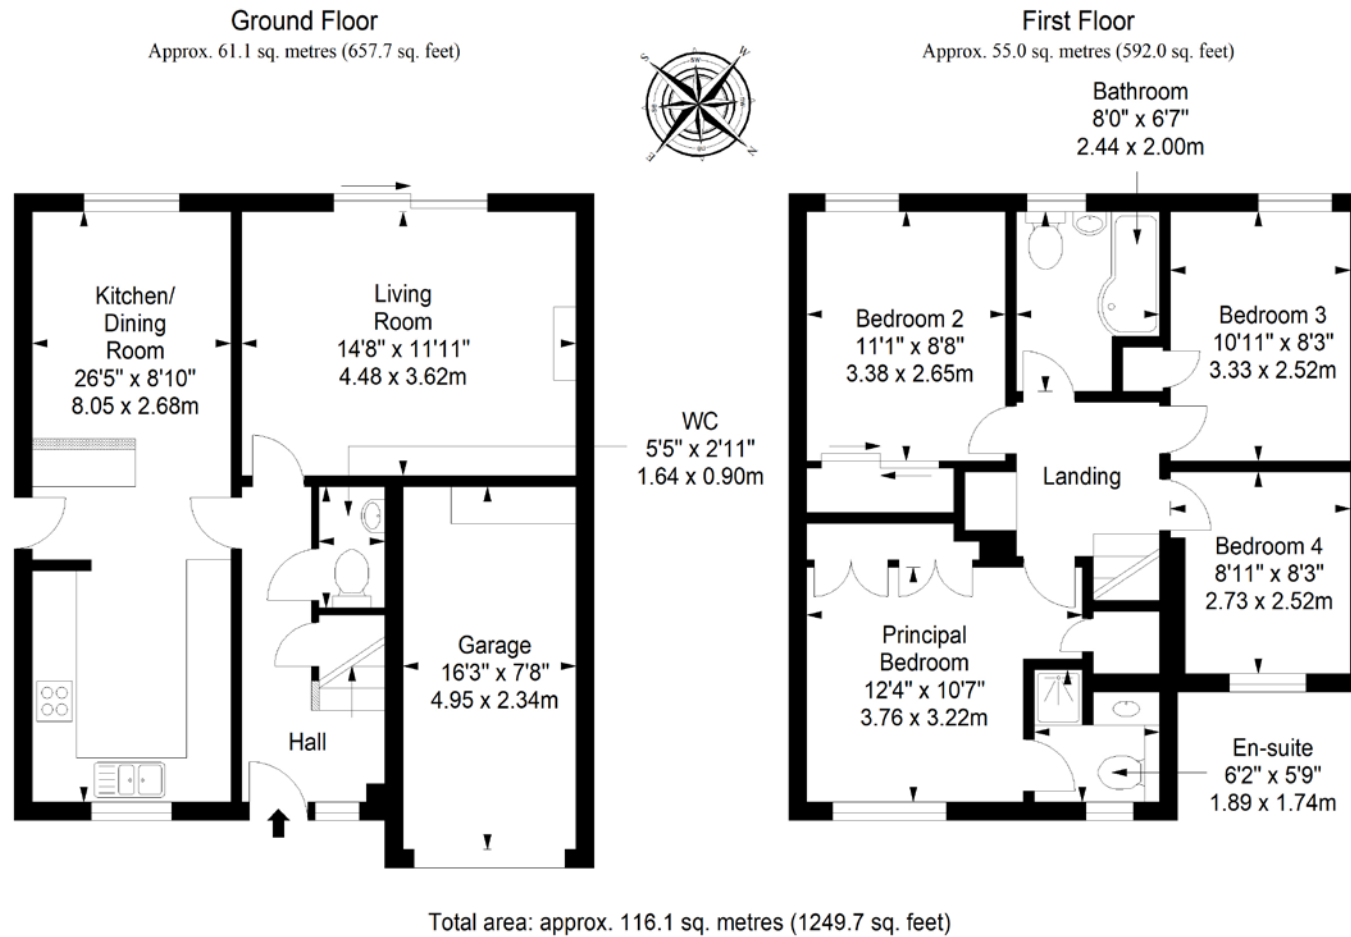 Ground Floor
Approx. 61.1 sq. metres (657.7 sq. feet)
First Floor
Approx. 55.0 sq. metres (592.0 sq. feet)
S
W
E
N
Bathroom
8'0" x 6'7"
2.44 x 2.00m
Kitchen/
Dining
Room
26'5" x 8'10"
8.05 x 2.68m
Living
Room
14'8" x 11'11"
4.48 x 3.62m
WC
5'5" x 2'11"
1.64 x 0.90m
Garage
16'3" x 7'8"
4.95 x 2.34m
Hall
Bedroom 2
11'1" x 8'8"
3.38 x 2.65m
Bedroom 3
10'11" x 8'3"
3.33 x 2.52m
Landing
Bedroom 4
8'11" x 8'3"
2.73 x 2.52m
Principal
Bedroom
12'4" x 10'7"
3.76 x 3.22m
En-suite
6'2" x 5'9"
1.89 x 1.74m
Total area: approx. 116.1 sq. metres (1249.7 sq. feet)